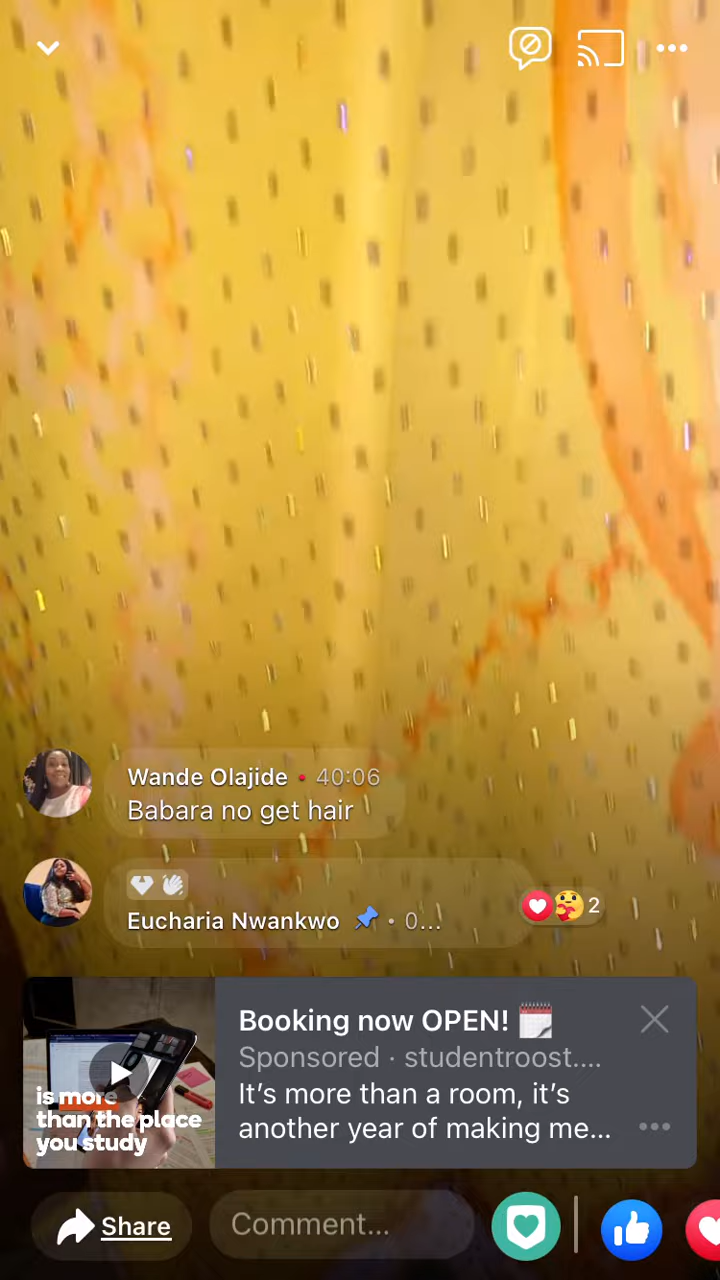 Wande Olajide • 40:06
Babara no get hair
Eucharia Nwankwo • 0...
2
Booking now OPEN!
Sponsored · studentroost....
It's more than a room, it's
another year of making me...
is more
than the place
you study
Share
Comment...